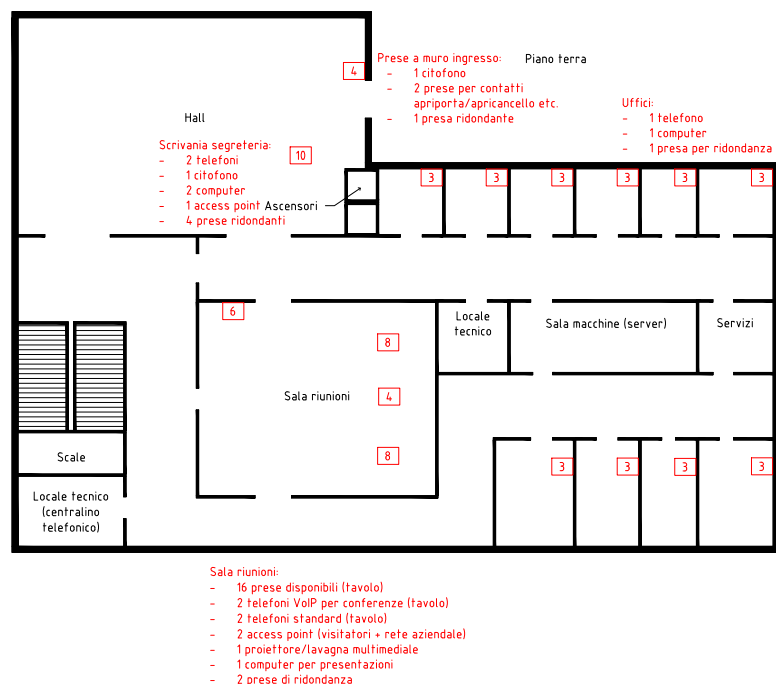 Prese a muro ingresso:
- 1 citofono
- 2 prese per contatti
apriporta/apricancello etc.
- 1 presa ridondante
Piano terra
4
Uffici:
- 1 telefono
- 1 computer
- 1 presa per ridondanza
Hall
Scrivania segreteria:
- 2 telefoni
- 1 citofono
- 2 computer
- 1 access point
- 4 prese ridondanti
10
Ascensori
3
3
3
3
3
3
6
8
4
8
Sala riunioni
Locale
tecnico
Sala macchine (server)
Servizi
Scale
Locale tecnico
(centralino
telefonico)
3
3
3
3
Sala riunioni:
- 16 prese disponibili (tavolo)
- 2 telefoni VoIP per conferenze (tavolo)
- 2 telefoni standard (tavolo)
- 2 access point (visitatori + rete aziendale)
- 1 proiettore/lavagna multimediale
- 1 computer per presentazioni
- 2 prese di ridondanza